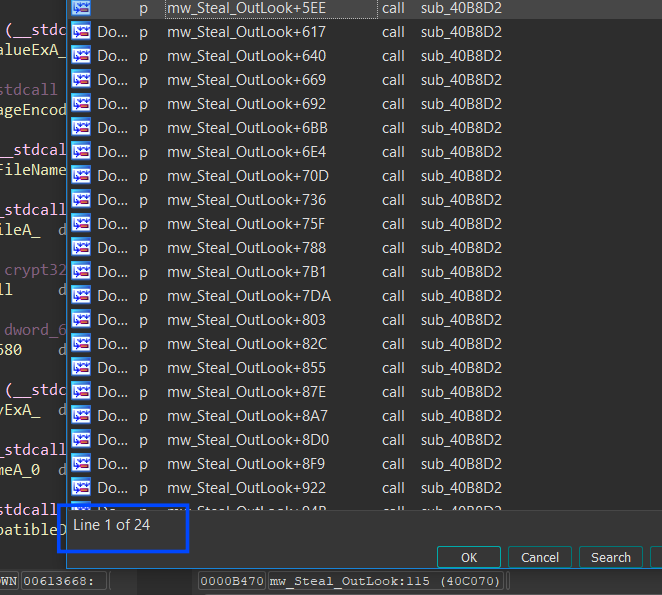 p mw_Steal_OutLook+5EE call sub_40B8D2
(__stdc Do... p mw_Steal_OutLook+617 call sub_40B8D2
alueExA_ Do... p mw_Steal_OutLook+640 call sub_40B8D2
Do... p mw_Steal_OutLook+669 call sub_40B8D2
stdcall Do... p mw_Steal_OutLook+692 call sub_40B8D2
ageEncod Do... p mw_Steal_OutLook+6BB call sub_40B8D2
__stdcal Do... p mw_Steal_OutLook+6E4 call sub_40B8D2
FileName Do... p mw_Steal_OutLook+70D call sub_40B8D2
Do... p mw_Steal_OutLook+736 call sub_40B8D2
_stdcall Do... p mw_Steal_OutLook+75F call sub_40B8D2
ileA_ d Do... p mw_Steal_OutLook+788 call sub_40B8D2
crypt32 Do... p mw_Steal_OutLook+7B1 call sub_40B8D2
ll d Do... p mw_Steal_OutLook+7DA call sub_40B8D2
Do... p mw_Steal_OutLook+803 call sub_40B8D2
dword_6 Do... p mw_Steal_OutLook+82C call sub_40B8D2
580 d Do... p mw_Steal_OutLook+855 call sub_40B8D2
(__stdc Do... p mw_Steal_OutLook+87E call sub_40B8D2
yExA_ d Do... p mw_Steal_OutLook+8A7 call sub_40B8D2
_stdcall Do... p mw_Steal_OutLook+8D0 call sub_40B8D2
meA_0 d Do... p mw_Steal_OutLook+8F9 call sub_40B8D2
Do... p mw_Steal_OutLook+922 call sub_40B8D2
stdcall
Line 1 of 24
patibleD
OK Cancel Search
OWN 00613668: 0000B470 mw_Steal_OutLook:115 (40C070)